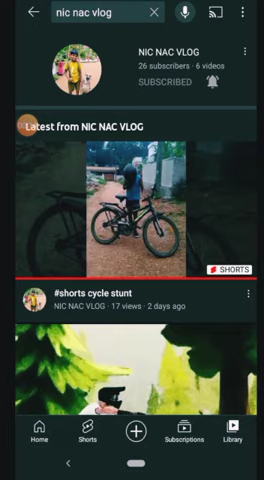 nic nac vlog
NIC NAC VLOG
26 subscribers · 6 videos
SUBSCRIBED
Latest from NIC NAC VLOG
SHORTS
#shorts cycle stunt
NIC NAC VLOG · 17 views · 2 days ago
Home
Shorts
Subscriptions
Library